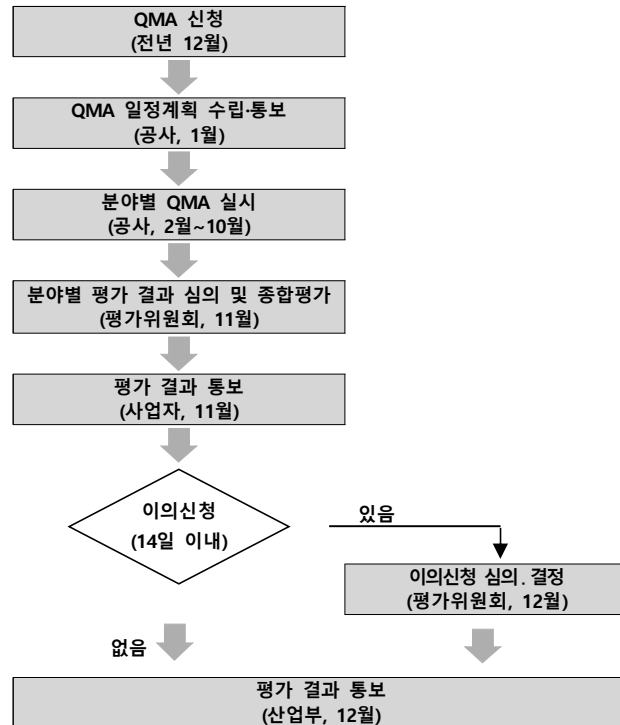 QMA 신청
(전년 12월)
QMA 일정계획 수립·통보
(공사, 1월)
분야별 QMA 실시
(공사, 2월~10월)
분야별 평가 결과 심의 및 종합평가
(평가위원회, 11월)
평가 결과 통보
(사업자, 11월)
이의신청
(14일 이내)
있음
이의신청 심의.결정
(평가위원회, 12월)
없음
평가 결과 통보
(산업부, 12월)